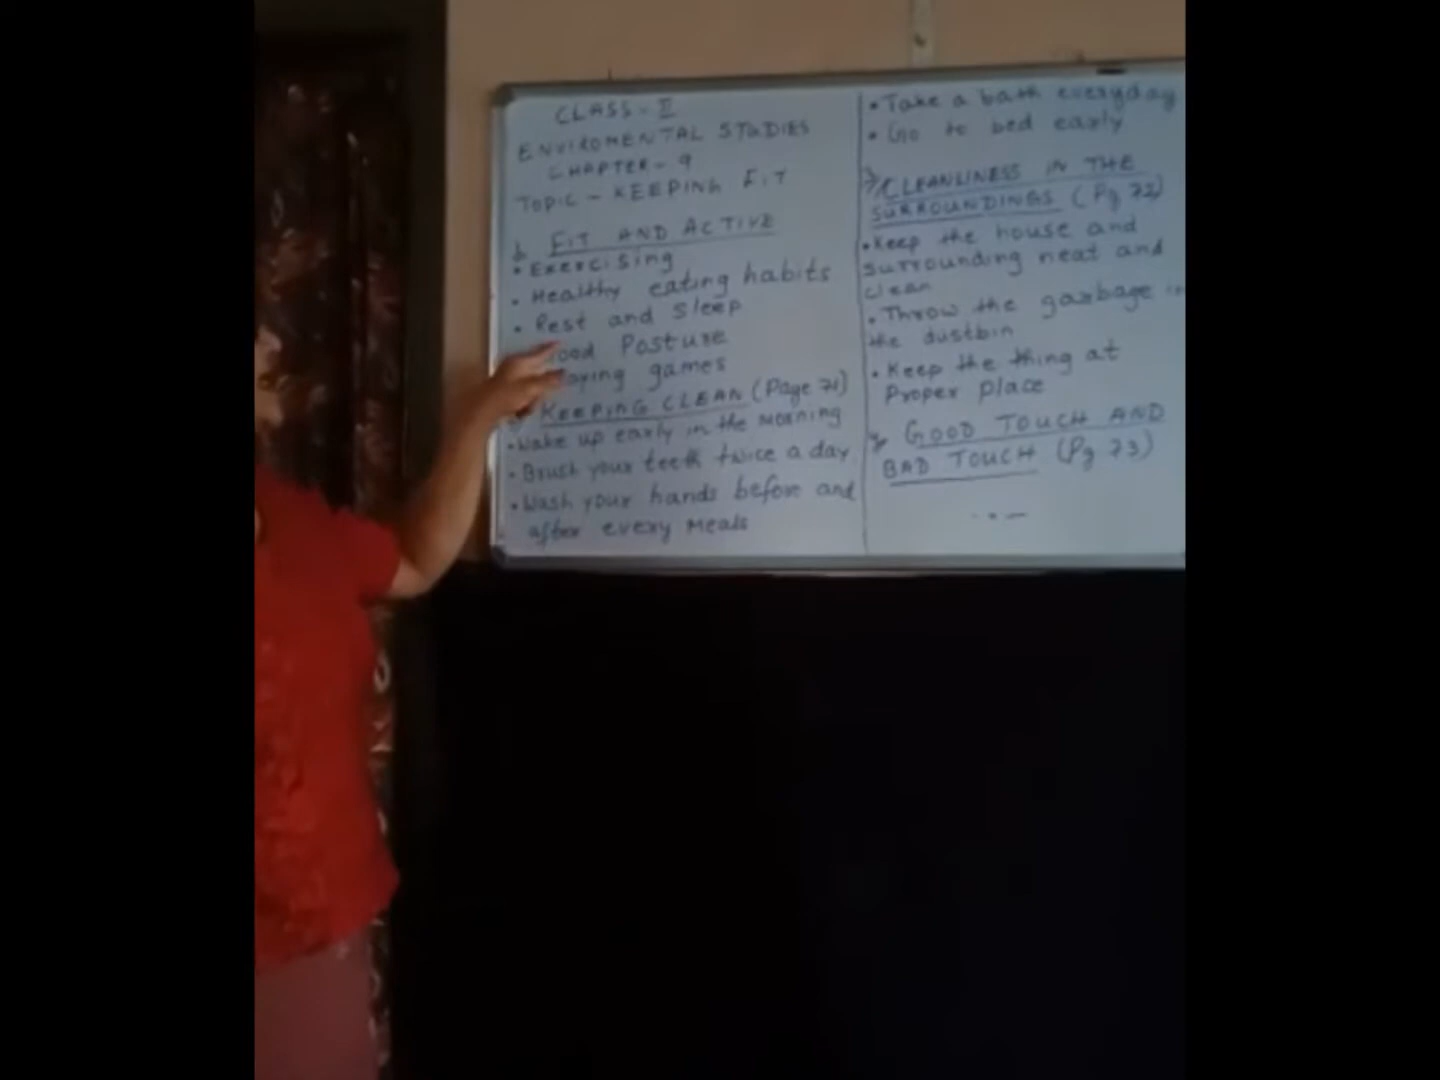 CLASS - II
ENVIROMENTAL STUDIES
CHAPTER - 9
TOPIC - KEEPING FIT
FIT AND ACTIVE
• Exercising
• Healthy eating habits
• Rest and Sleep
ood Posture
aying games
KEEPING CLEAN (Page 71)
• Wake up early in the Morning
• Brush your teeth twice a day
• Wash your hands before and
after every Meals
• Take a bath everyday
• Go to bed early
CLEANLINESS IN THE
SURROUNDINGS (Pg 72)
• Keep the house and
surrounding neat and
clean
• Throw the garbage in
the dustbin
• Keep the thing at
Proper place
GOOD TOUCH AND
BAD TOUCH (Pg 73)